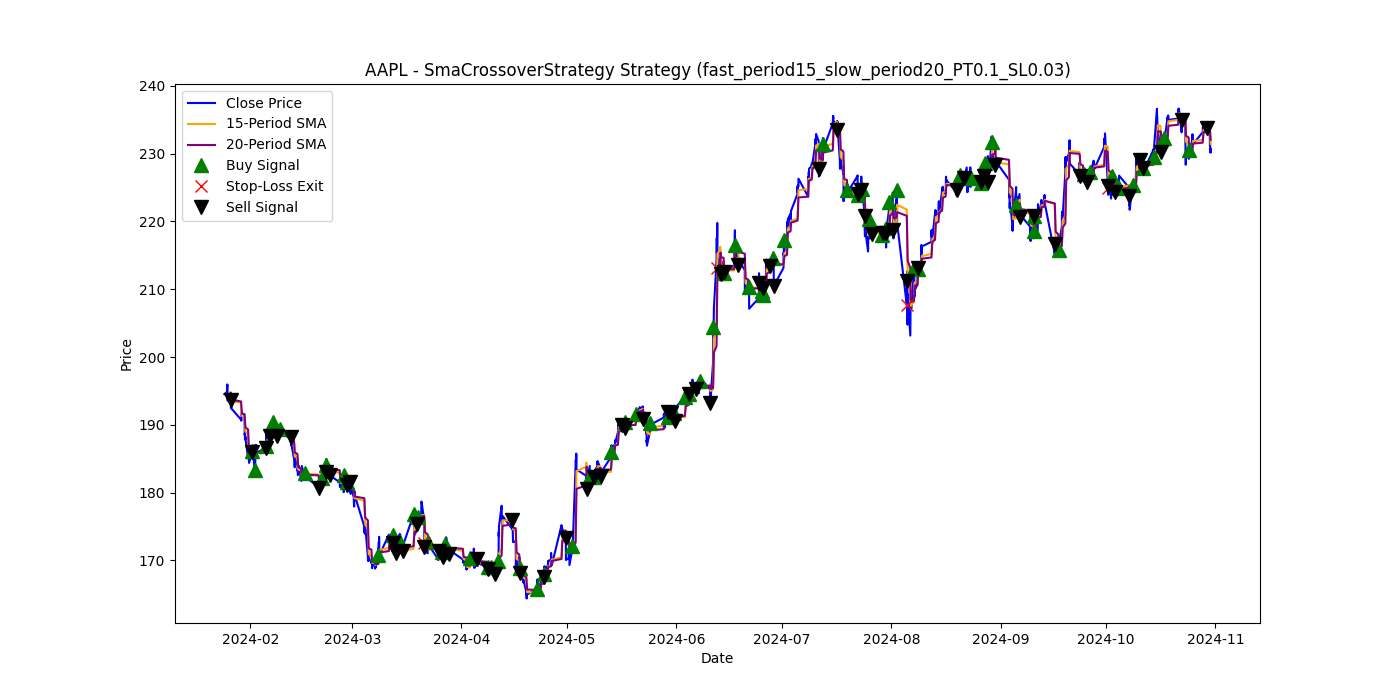 AAPL - SmaCrossoverStrategy Strategy (fast_period15_slow_period20_PT0.1_SL0.03)
Close Price
15-Period SMA
20-Period SMA
Buy Signal
Stop-Loss Exit
Sell Signal
Price
240
230
220
210
200
190
180
170
2024-02 2024-03 2024-04 2024-05 2024-06 2024-07 2024-08 2024-09 2024-10 2024-11
Date